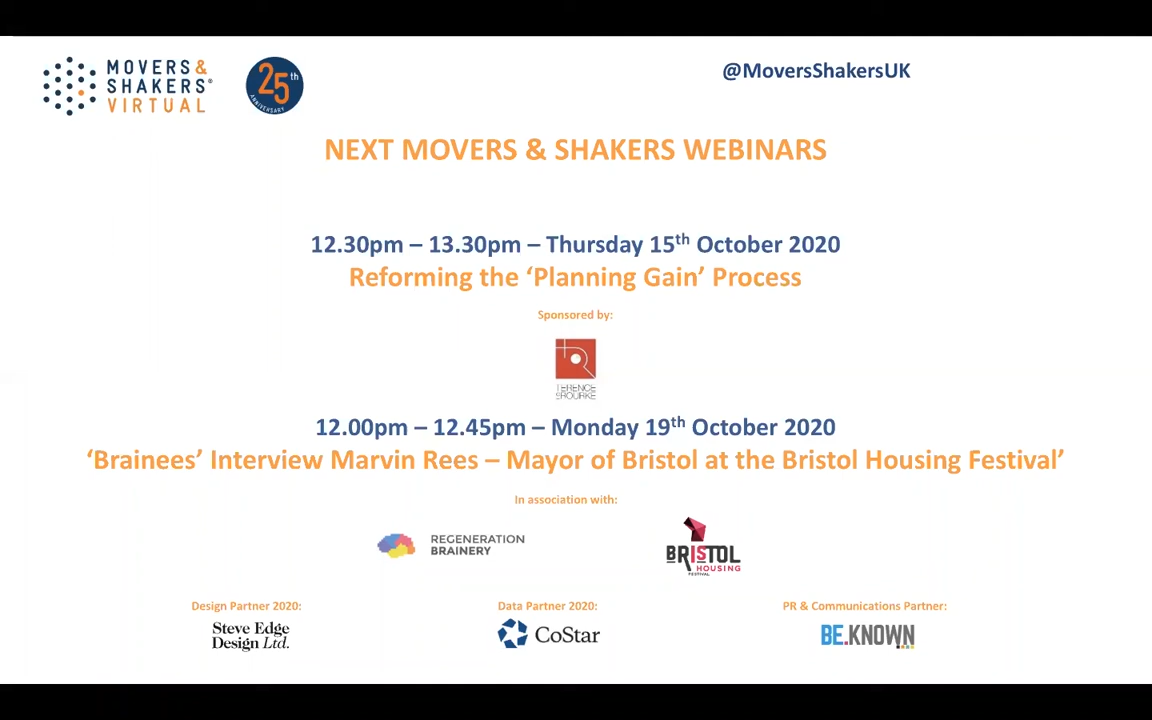 MOVERS &
SHAKERS®
VIRTUAL
25th
ANNIVERSARY
@MoversShakersUK
NEXT MOVERS & SHAKERS WEBINARS
12.30pm – 13.30pm – Thursday 15th October 2020
Reforming the ‘Planning Gain’ Process
Sponsored by:
TERENCE
O'ROURKE
12.00pm – 12.45pm – Monday 19th October 2020
‘Brainees’ Interview Marvin Rees – Mayor of Bristol at the Bristol Housing Festival’
In association with:
REGENERATION
BRAINERY
BRISTOL
HOUSING
FESTIVAL
Design Partner 2020:
Steve Edge
Design Ltd.
Data Partner 2020:
CoStar
PR & Communications Partner:
BE.KNOWN